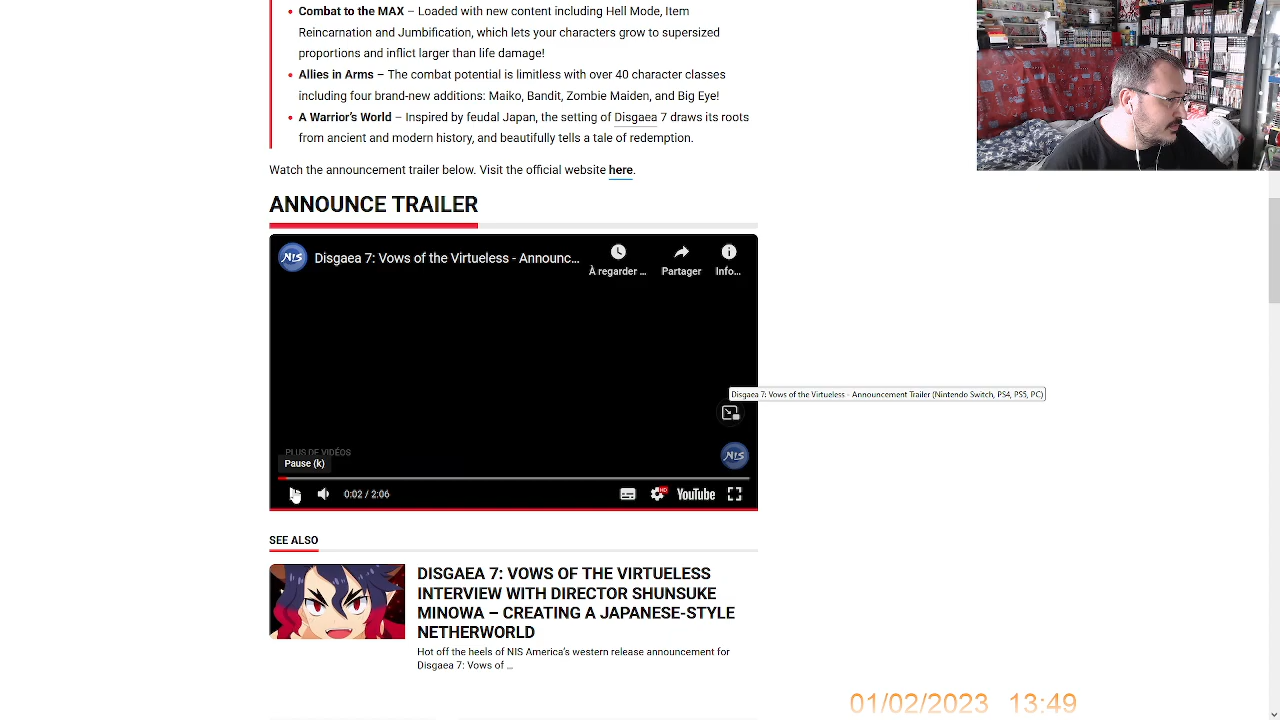 Combat to the MAX – Loaded with new content including Hell Mode, Item
Reincarnation and Jumbification, which lets your characters grow to supersized
proportions and in larger than life damage!
Allies in Arms – The combat potential is limitless with over 40 character classes
including four brand-new additions: Maiko, Bandit, Zombie Maiden, and Big Eye!
A Warrior's World – Inspired by feudal Japan, the setting of Disgaea 7 draws its roots
from ancient and modern history, and beautifully tells a tale of redemption.
Watch the announcement trailer below. Visit the official website here.
ANNOUNCE TRAILER
NIS
Disgaea 7: Vows of the Virtueless - Announc...
À regarder ...
Partager
Info...
Disgaea 7: Vows of the Virtueless - Announcement Trailer (Nintendo Switch, PS4, PS5, PC)
PLUS DE VIDÉOS
NIS
Pause (k)
0:02 / 2:06
HD
YouTube
SEE ALSO
DISGAEA 7: VOWS OF THE VIRTUELESS
INTERVIEW WITH DIRECTOR SHUNSUKE
MINOWA – CREATING A JAPANESE-STYLE
NETHERWORLD
Hot off the heels of NIS America's western release announcement for
Disgaea 7: Vows of ...
01/02/2023 13:49